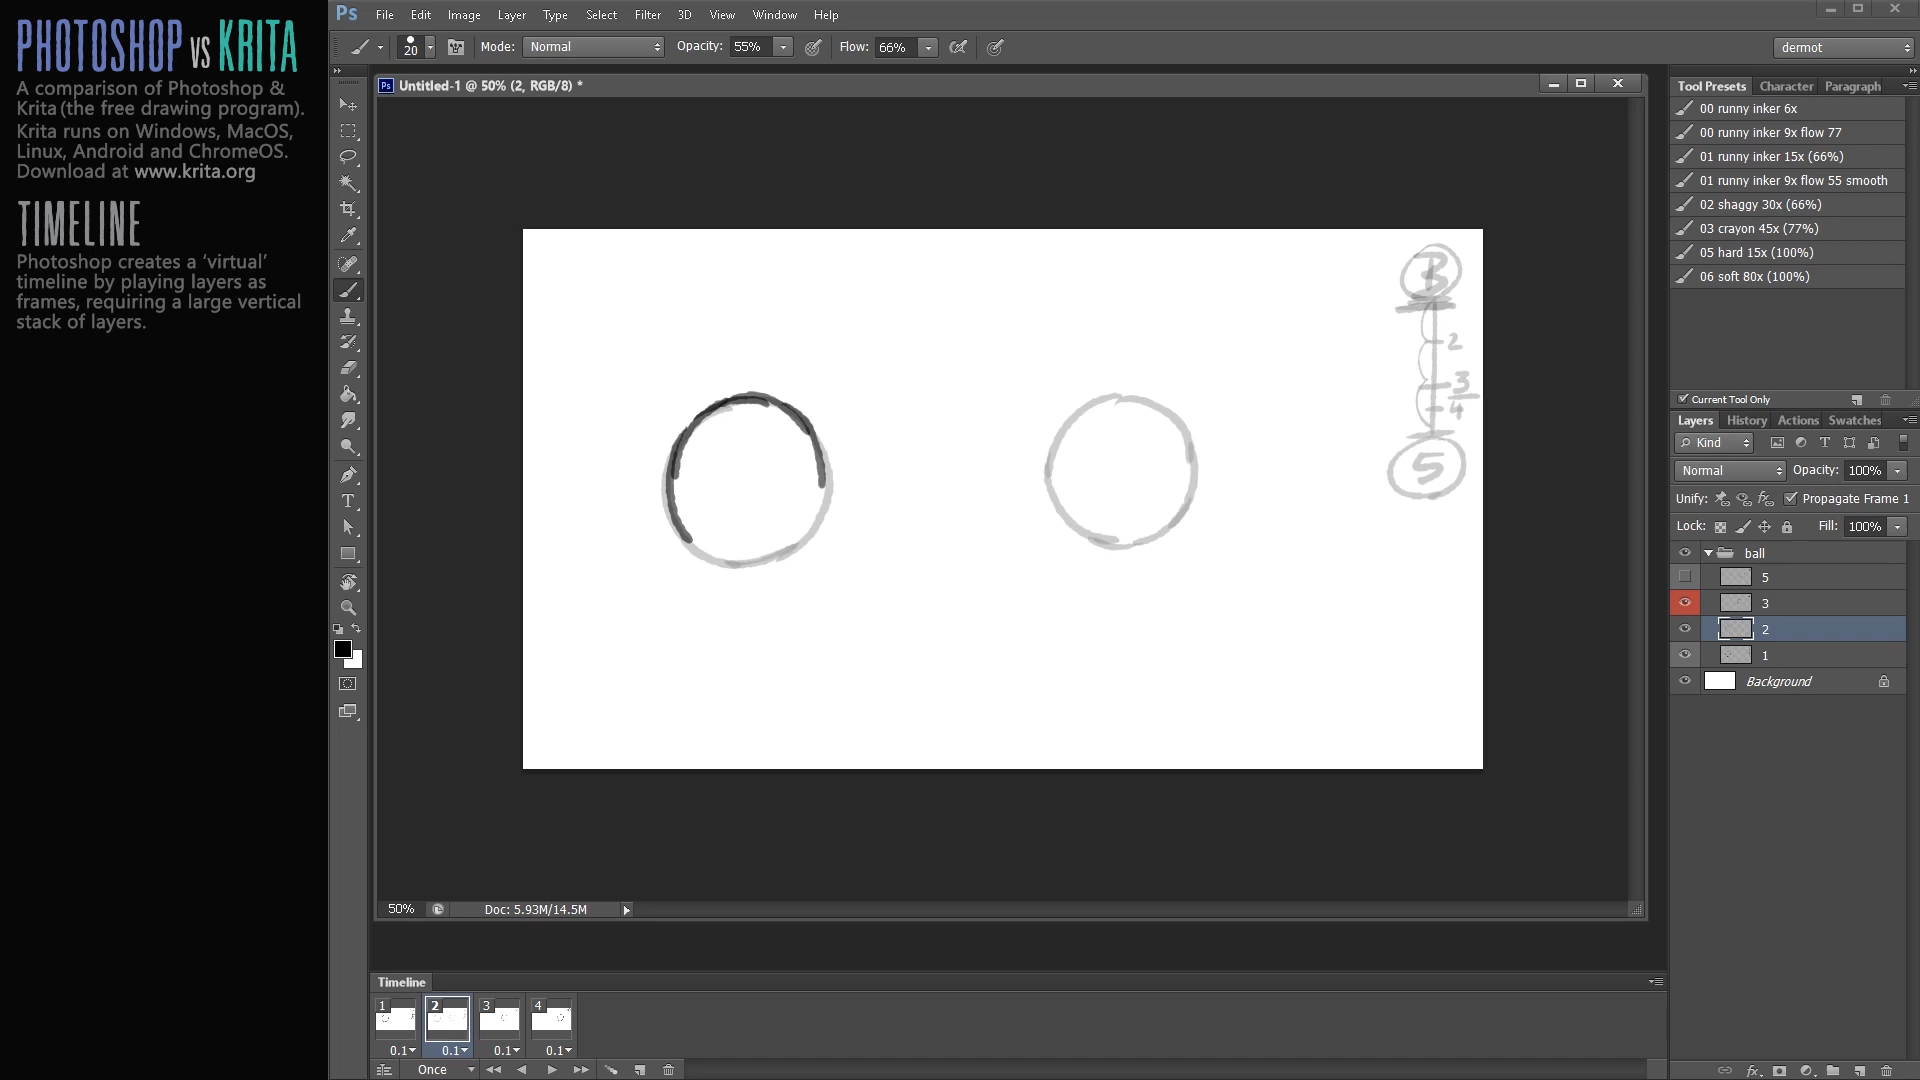 PHOTOSHOP VS KRITA
A comparison of Photoshop &
Krita (the free drawing program).
Krita runs on Windows, MacOS,
Linux, Android and ChromeOS.
Download at www.krita.org
TIMELINE
Photoshop creates a ‘virtual’
timeline by playing layers as
frames, requiring a large vertical
stack of layers.
Ps File Edit Image Layer Type Select Filter 3D View Window Help
20 Mode: Normal Opacity: 55% Flow: 66% dermot
Ps Untitled-1 @ 50% (2, RGB/8) *
3
2
3
4
5
50% Doc: 5.93M/14.5M
Timeline
1 2 3 4
0.1 0.1 0.1 0.1
Once
Tool Presets Character Paragraph
00 runny inker 6x
00 runny inker 9x flow 77
01 runny inker 15x (66%)
01 runny inker 9x flow 55 smooth
02 shaggy 30x (66%)
03 crayon 45x (77%)
05 hard 15x (100%)
06 soft 80x (100%)
Current Tool Only
Layers History Actions Swatches
Kind T
Normal Opacity: 100%
Unify: Propagate Frame 1
Lock: Fill: 100%
ball
5
3
2
1
Background
fx